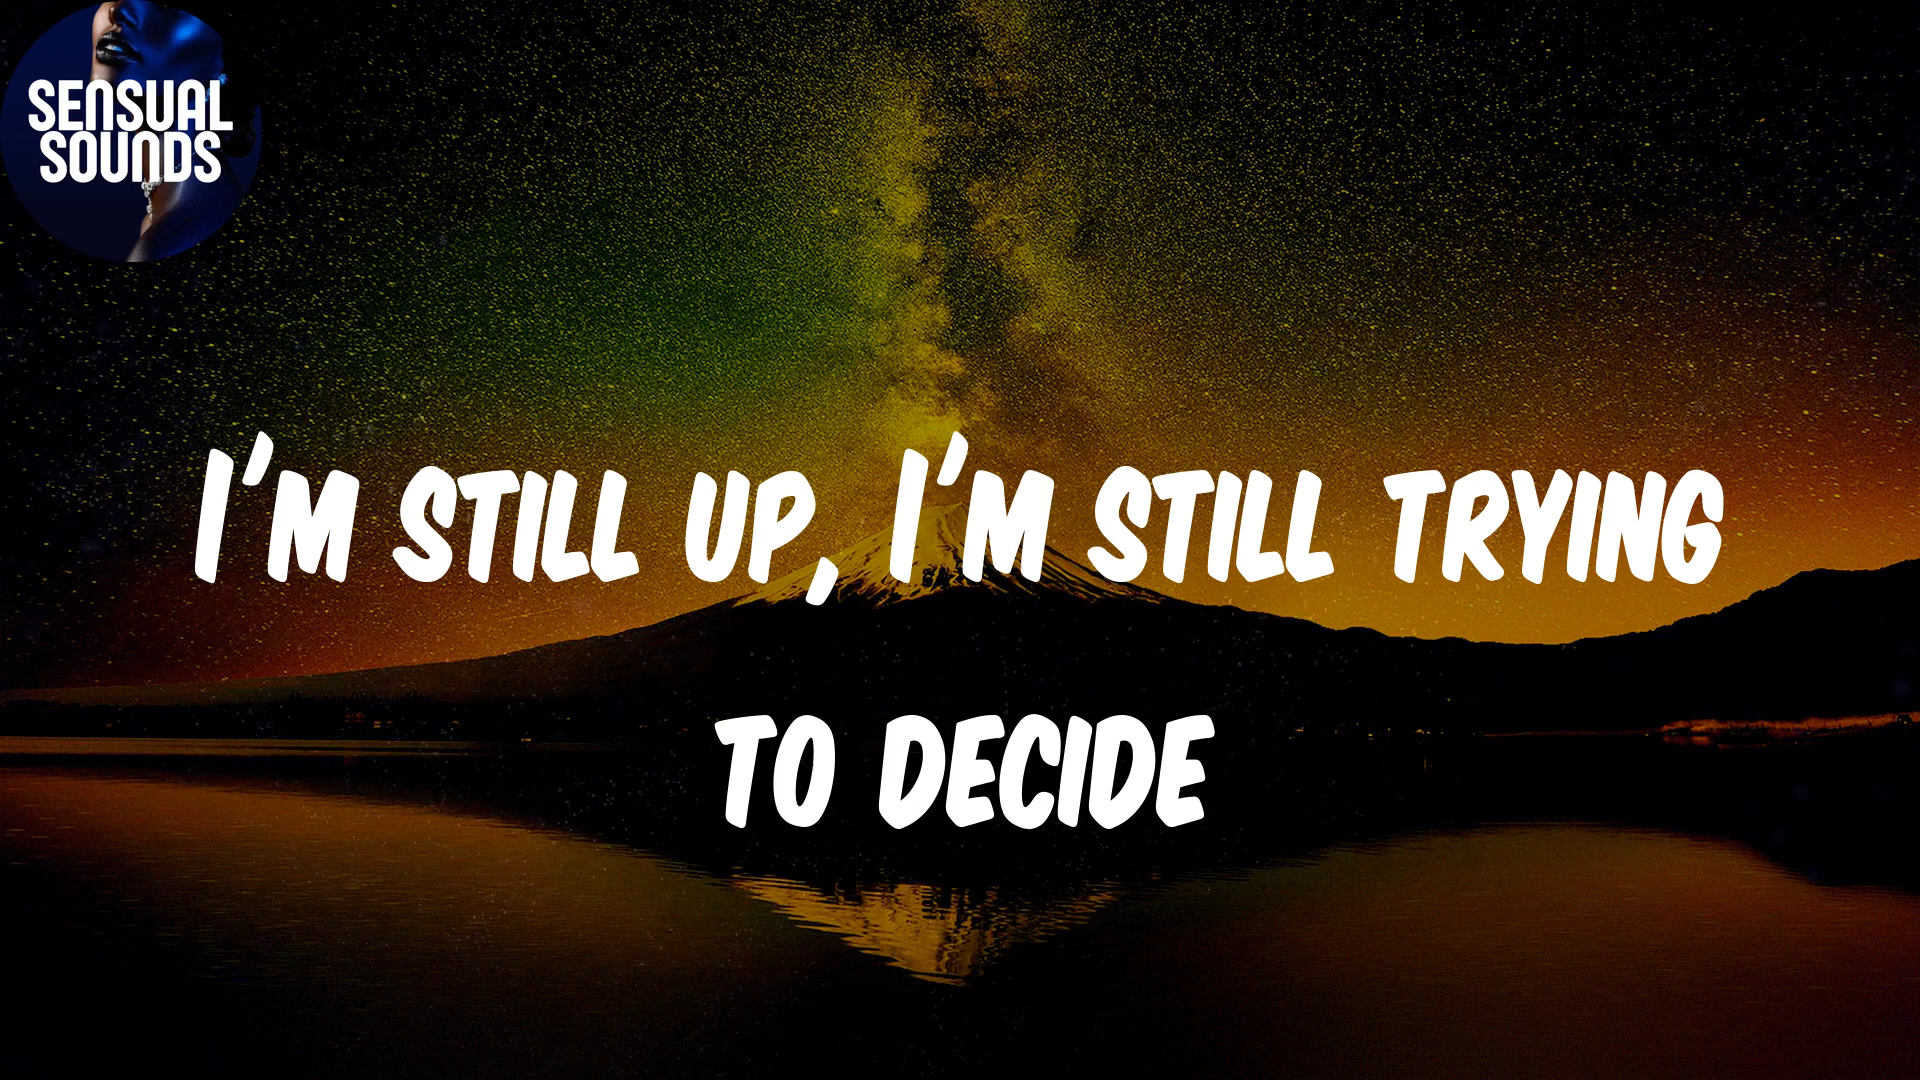 SENSUAL
SOUNDS
I'M STILL UP, I'M STILL TRYING
TO DECIDE